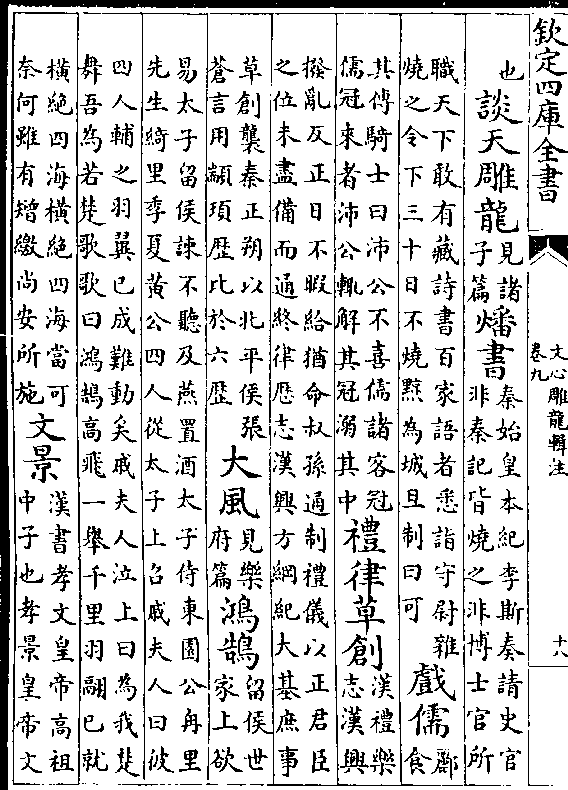 欽定四庫全書
文心雕龍輯注
卷九
十八
也談天雕龍見諸子篇燔書秦始皇本紀李斯奏請史官非秦記皆燒之非博士官所
職天下敢有藏詩書百家語者悉詣守尉雜燒之令下三十日不燒黥為城旦制曰可戲儒酈食
其傳騎士曰沛公不喜儒諸客冠儒冠來者沛公輒解其冠溺其中禮律草創漢禮樂志漢興
撥亂反正日不暇給猶命叔孫通制禮儀以正君臣之位未盡備而通終律厯志漢興方綱紀大基庶事
草創襲秦正朔以北平侯張蒼言用顓頊厯比於六厯大風見樂府篇鴻鵠留侯世家上欲
易太子留侯諫不聽及燕置酒太子侍東園公甪里先生綺里季夏黄公四人從太子上召戚夫人曰彼
四人輔之羽翼已成難動矣戚夫人泣上曰為我楚舞吾為若楚歌歌曰鴻鵠高飛一舉千里羽翮已就
横絶四海横絶四海當可奈何雖有矰繳尚安所施文景漢書孝文皇帝高祖中子也孝景皇帝文